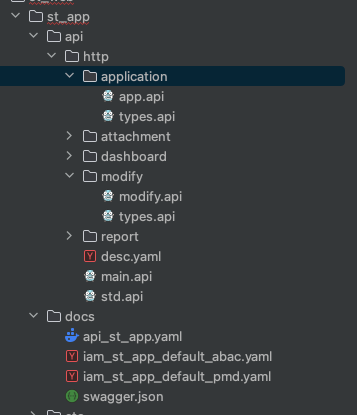 st_app
api
http
application
app.api
types.api
attachment
dashboard
modify
modify.api
types.api
report
desc.yaml
main.api
std.api
docs
api_st_app.yaml
iam_st_app_default_abac.yaml
iam_st_app_default_pmd.yaml
swagger.json